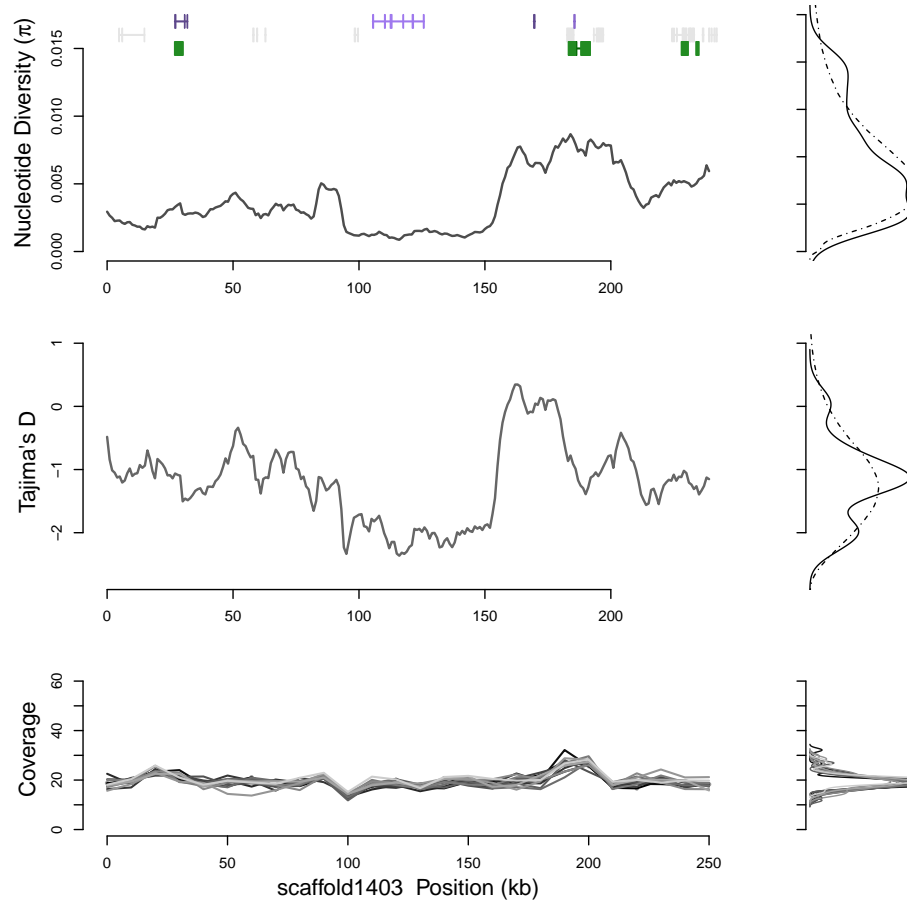 Nucleotide Diversity (π)
0.015
0.010
0.005
0.000
0 50 100 150 200
Tajima's D
1
0
−1
−2
0 50 100 150 200
Coverage
60
40
20
0
0 50 100 150 200 250
scaffold1403 Position (kb)